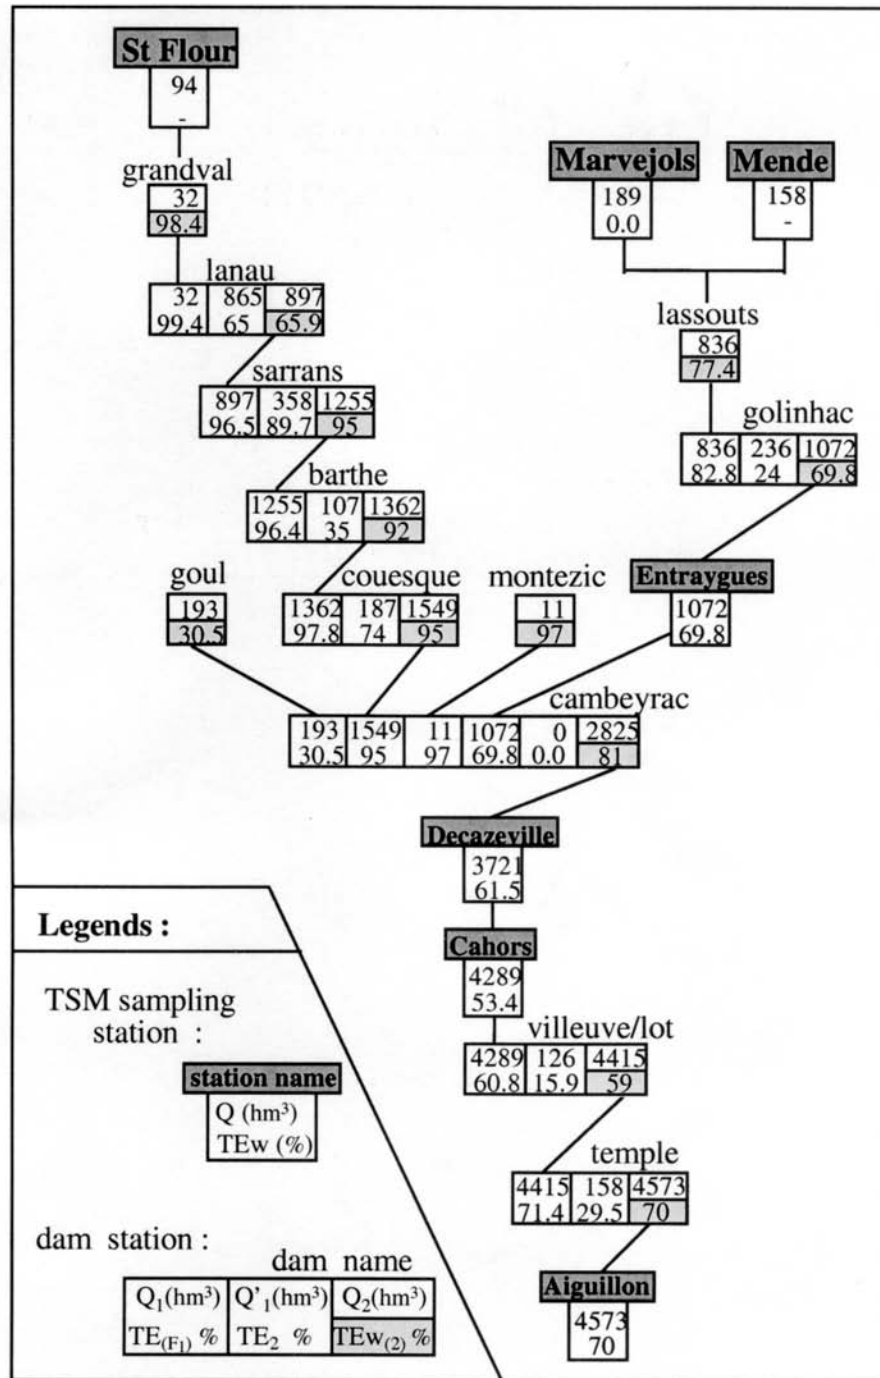 St Flour
94
-
grandval
32
98.4
lanau
32 865 897
99.4 65 65.9
sarrans
897 358 1255
96.5 89.7 95
barthe
1255 107 1362
96.4 35 92
goul
193
30.5
couesque
1362 187 1549
97.8 74 95
montezic
11
97
Marvejols
189
0.0
Mende
158
-
lassouts
836
77.4
golinhac
836 236 1072
82.8 24 69.8
Entraygues
1072
69.8
cambeyrac
193 1549 11 1072 0 2825
30.5 95 97 69.8 0.0 81
Decazeville
3721
61.5
Cahors
4289
53.4
villeuve/lot
4289 126 4415
60.8 15.9 59
temple
4415 158 4573
71.4 29.5 70
Aiguillon
4573
70
Legends :
TSM sampling
station :
station name
Q (hm³)
TEw (%)
dam station :
dam name
Q₁(hm³) Q'₁(hm³) Q₂(hm³)
TE(F₁) % TE₂ % TEw₍₂₎ %